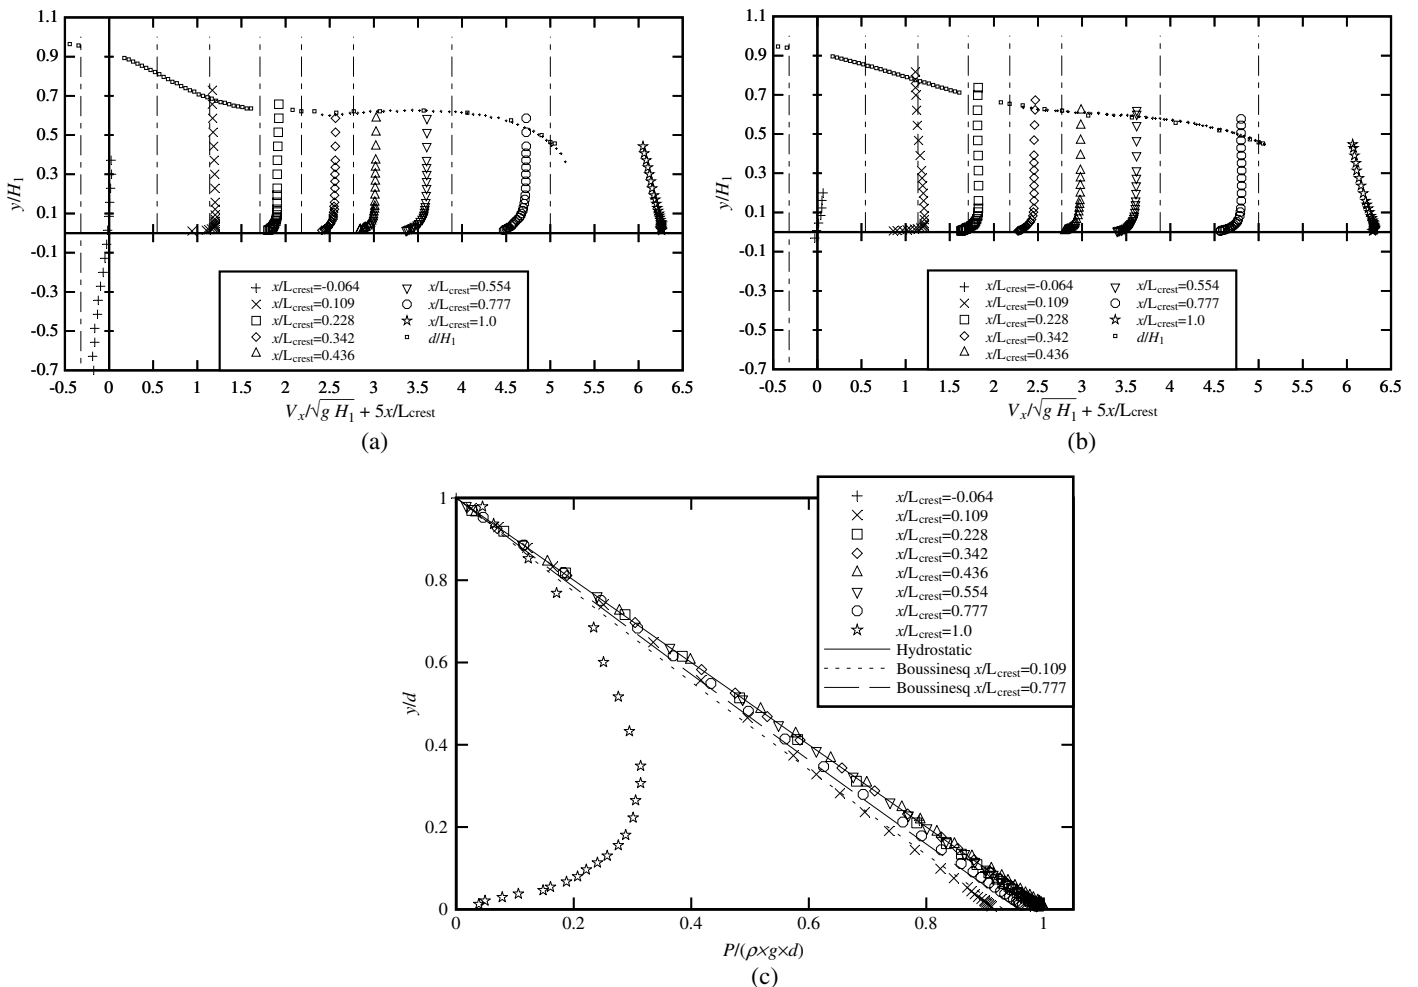 1.1
0.9
0.7
0.5
0.1
-0.1
-0.3
-0.5
-0.7
y/H1
x/Lcrest=-0.064
x/Lcrest=0.109
x/Lcrest=0.228
x/Lcrest=0.342
x/Lcrest=0.436
x/Lcrest=0.554
x/Lcrest=0.777
x/Lcrest=1.0
d/H1
-0.5 0 0.5 1 1.5 2 2.5 3 3.5 4 4.5 5 5.5 6 6.5
Vx/√g H1 + 5x/Lcrest
(a)
1.1
0.9
0.7
0.5
0.1
-0.1
-0.3
-0.5
-0.7
y/H1
x/Lcrest=-0.064
x/Lcrest=0.109
x/Lcrest=0.228
x/Lcrest=0.342
x/Lcrest=0.436
x/Lcrest=0.554
x/Lcrest=0.777
x/Lcrest=1.0
d/H1
-0.5 0 0.5 1 1.5 2 2.5 3 3.5 4 4.5 5 5.5 6 6.5
Vx/√g H1 + 5x/Lcrest
(b)
1
0.8
0.6
0.4
0.2
0
y/d
x/Lcrest=-0.064
x/Lcrest=0.109
x/Lcrest=0.228
x/Lcrest=0.342
x/Lcrest=0.436
x/Lcrest=0.554
x/Lcrest=0.777
x/Lcrest=1.0
Hydrostatic
Boussinesq x/Lcrest=0.109
Boussinesq x/Lcrest=0.777
0 0.2 0.4 0.6 0.8 1
P/(ρ×g×d)
(c)